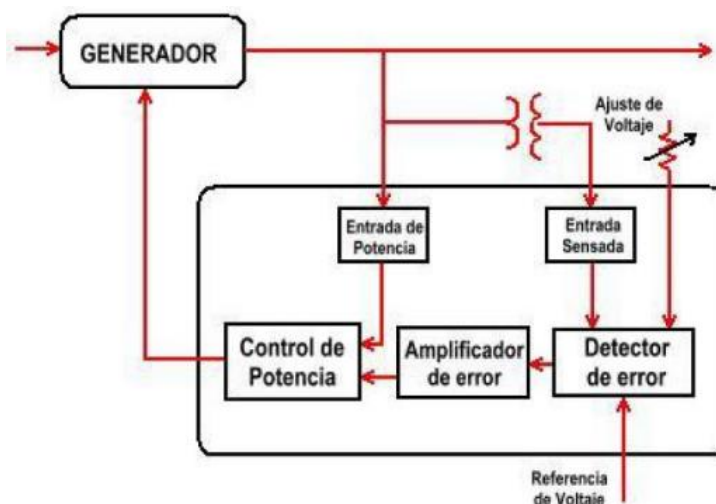 GENERADOR
Ajuste de
Voltaje
Entrada de
Potencia
Entrada
Sensada
Control de
Potencia
Amplificador
de error
Detector
de error
Referencia
de Voltaje